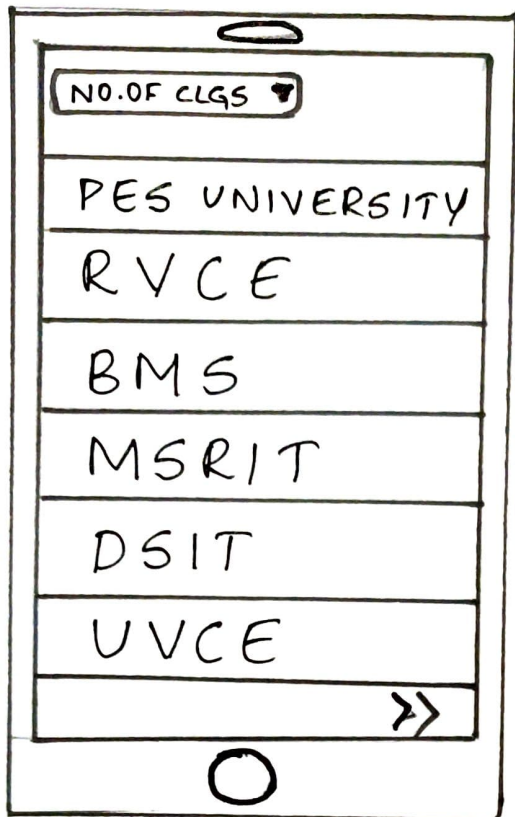 NO.OF CLGS
PES UNIVERSITY
RVCE
BMS
MSRIT
DSIT
UVCE
>>